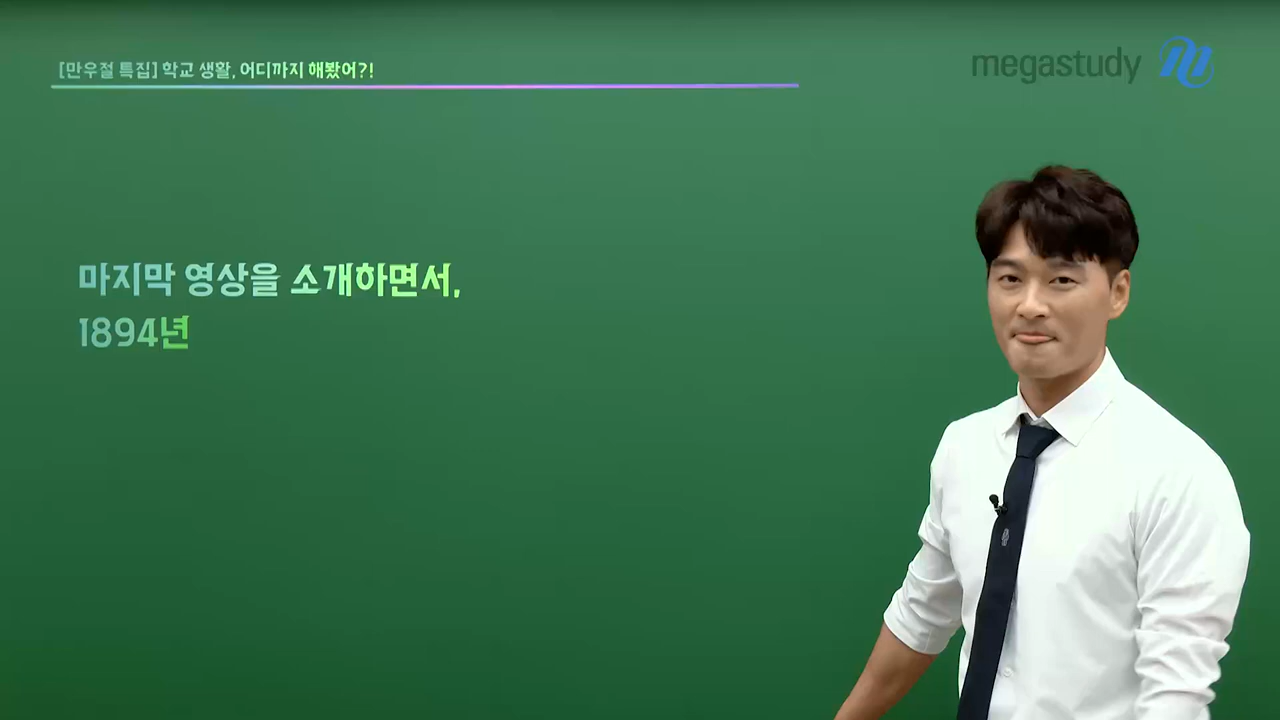 [만우절 특집] 학교 생활, 어디까지 해봤어?!
megastudy
마지막 영상을 소개하면서,
1894년